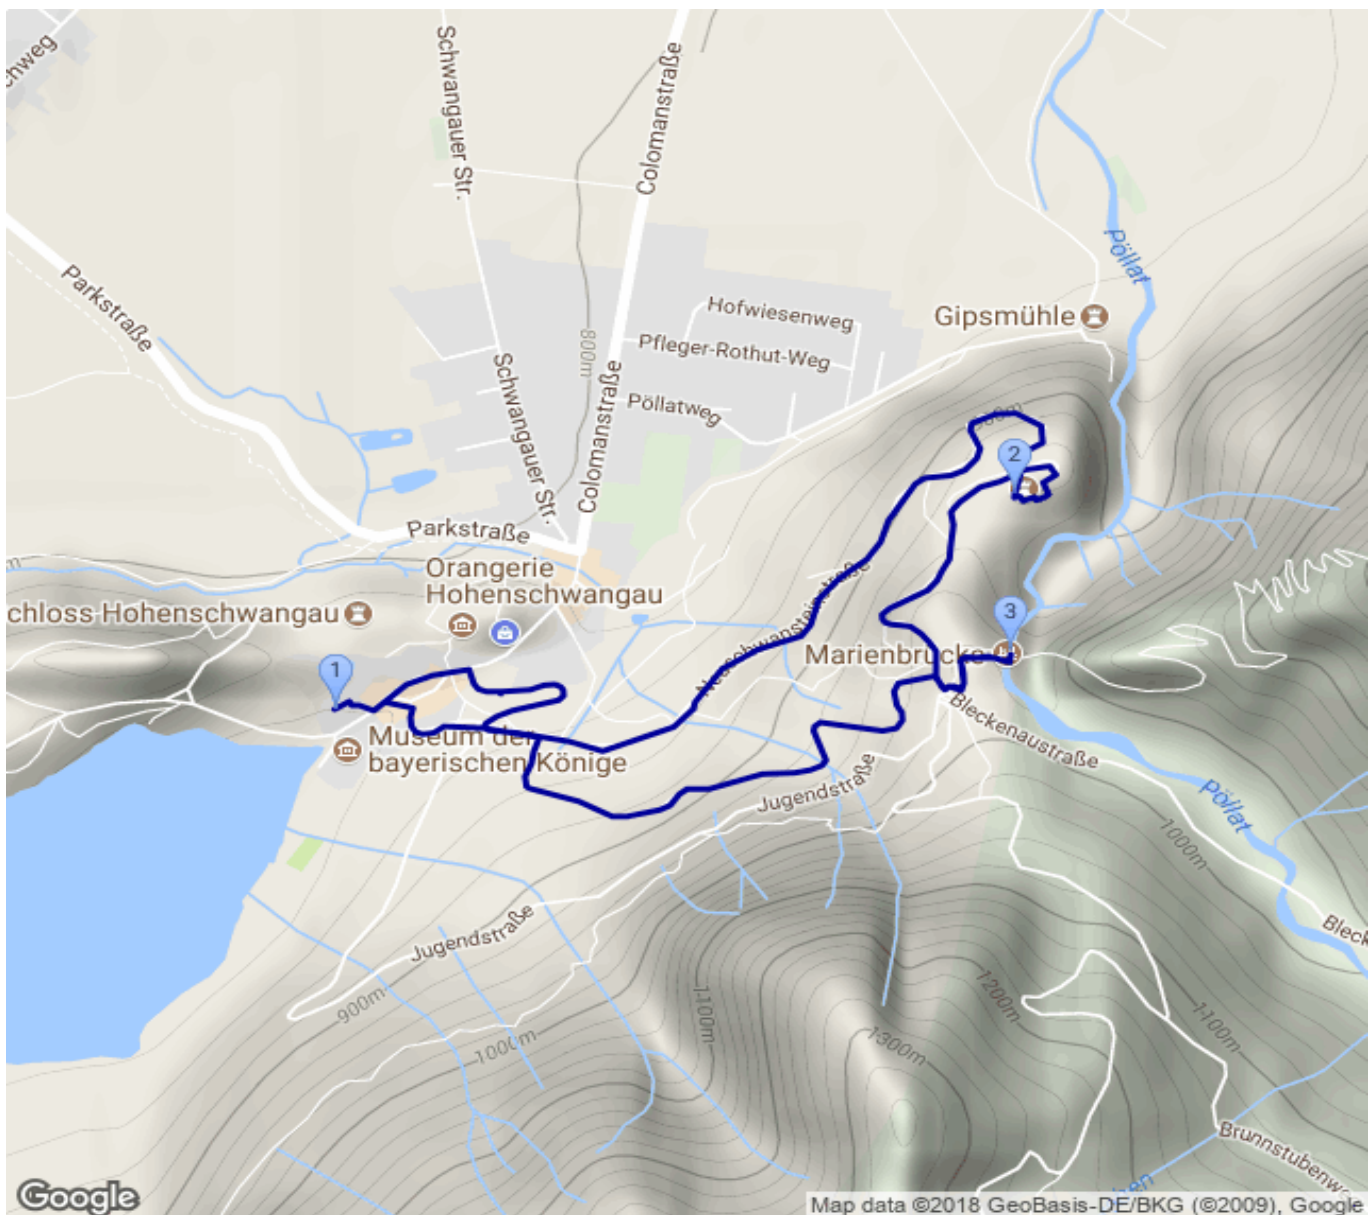 chweg
Schwangauer Str.
Colomanstraße
Pöllat
Parkstraße
Hofwiesenweg
Gipsmühle
Pfleger-Rothut-Weg
800m
Schwangauer Str.
Colomanstraße
Pöllatweg
2
Parkstraße
Orangerie
Hohenschwangau
chloss Hohenschwangau
Neuschwansteinstraße
3
Marienbrücke
1
Bleckenaustraße
Museum der
bayerischen Könige
Jugendstraße
Pöllat
1000m
Jugendstraße
900m
1000m
1100m
1200m
1300m
1100m
Brunnstubenw
Google
Map data ©2018 GeoBasis-DE/BKG (©2009), Google